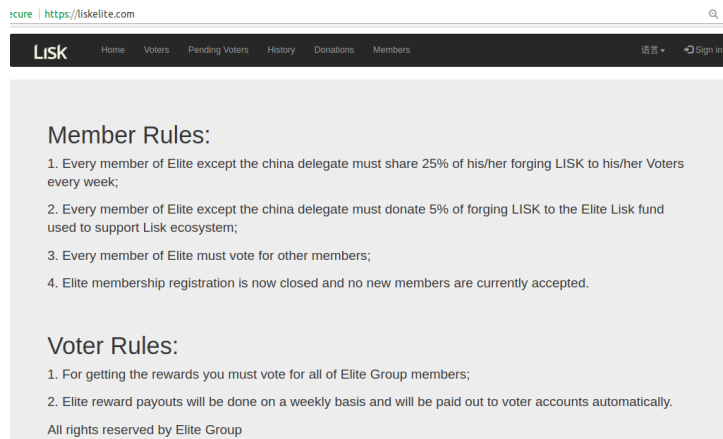 ecure https://liskelite.com
Lisk Home Voters Pending Voters History Donations Members 语言 Sign in
Member Rules:
1. Every member of Elite except the china delegate must share 25% of his/her forging LISK to his/her Voters
every week;
2. Every member of Elite except the china delegate must donate 5% of forging LISK to the Elite Lisk fund
used to support Lisk ecosystem;
3. Every member of Elite must vote for other members;
4. Elite membership registration is now closed and no new members are currently accepted.
Voter Rules:
1. For getting the rewards you must vote for all of Elite Group members;
2. Elite reward payouts will be done on a weekly basis and will be paid out to voter accounts automatically.
All rights reserved by Elite Group